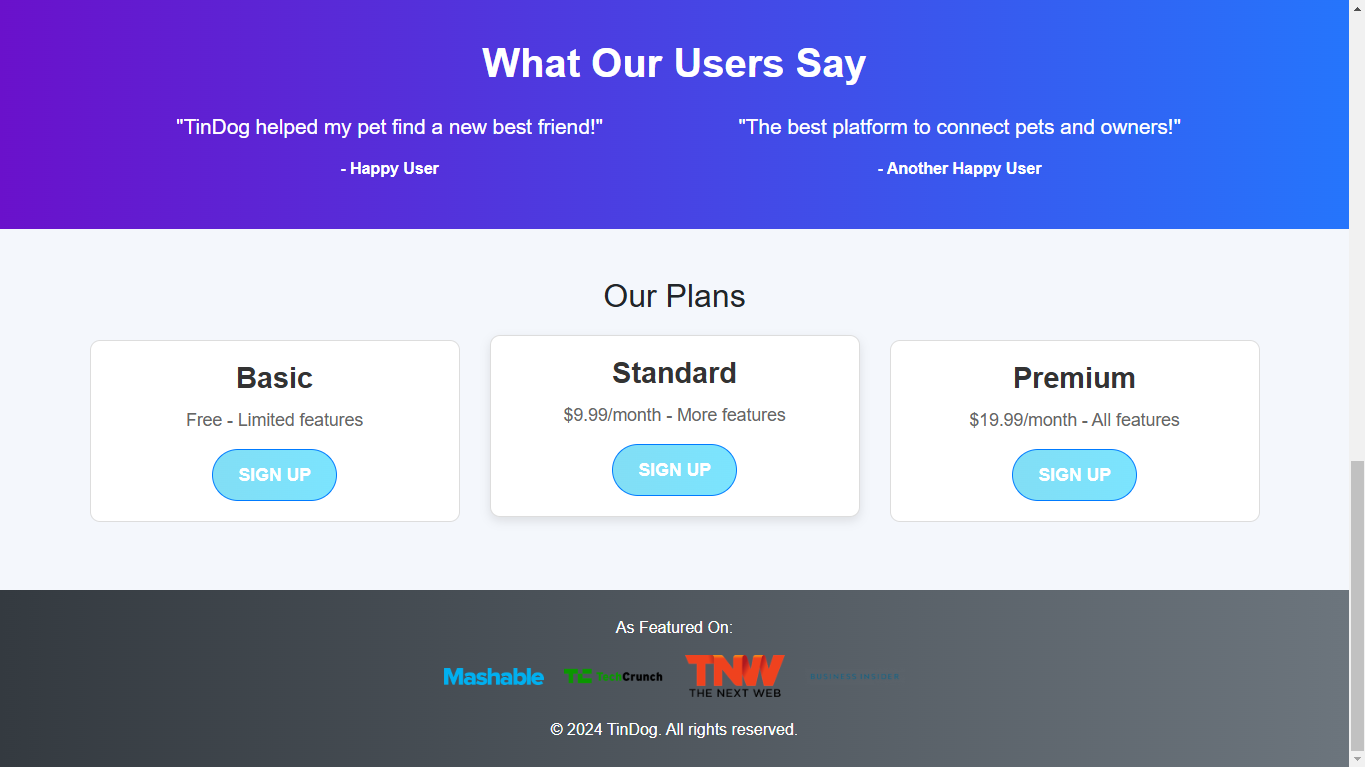 What Our Users Say
"TinDog helped my pet find a new best friend!"
- Happy User
"The best platform to connect pets and owners!"
- Another Happy User
Our Plans
Basic
Free - Limited features
SIGN UP
Standard
$9.99/month - More features
SIGN UP
Premium
$19.99/month - All features
SIGN UP
As Featured On:
Mashable
TC TechCrunch
TNW
THE NEXT WEB
BUSINESS INSIDER
© 2024 TinDog. All rights reserved.